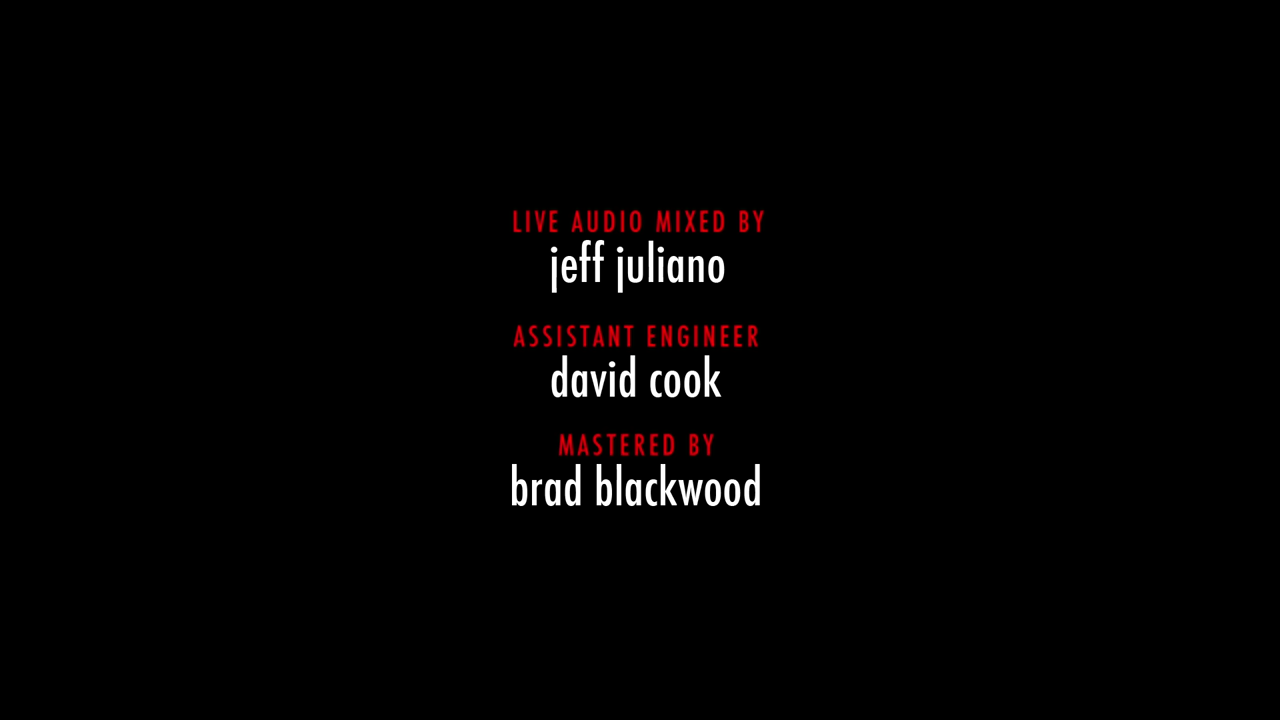 LIVE AUDIO MIXED BY
jeff juliano
ASSISTANT ENGINEER
david cook
MASTERED BY
brad blackwood